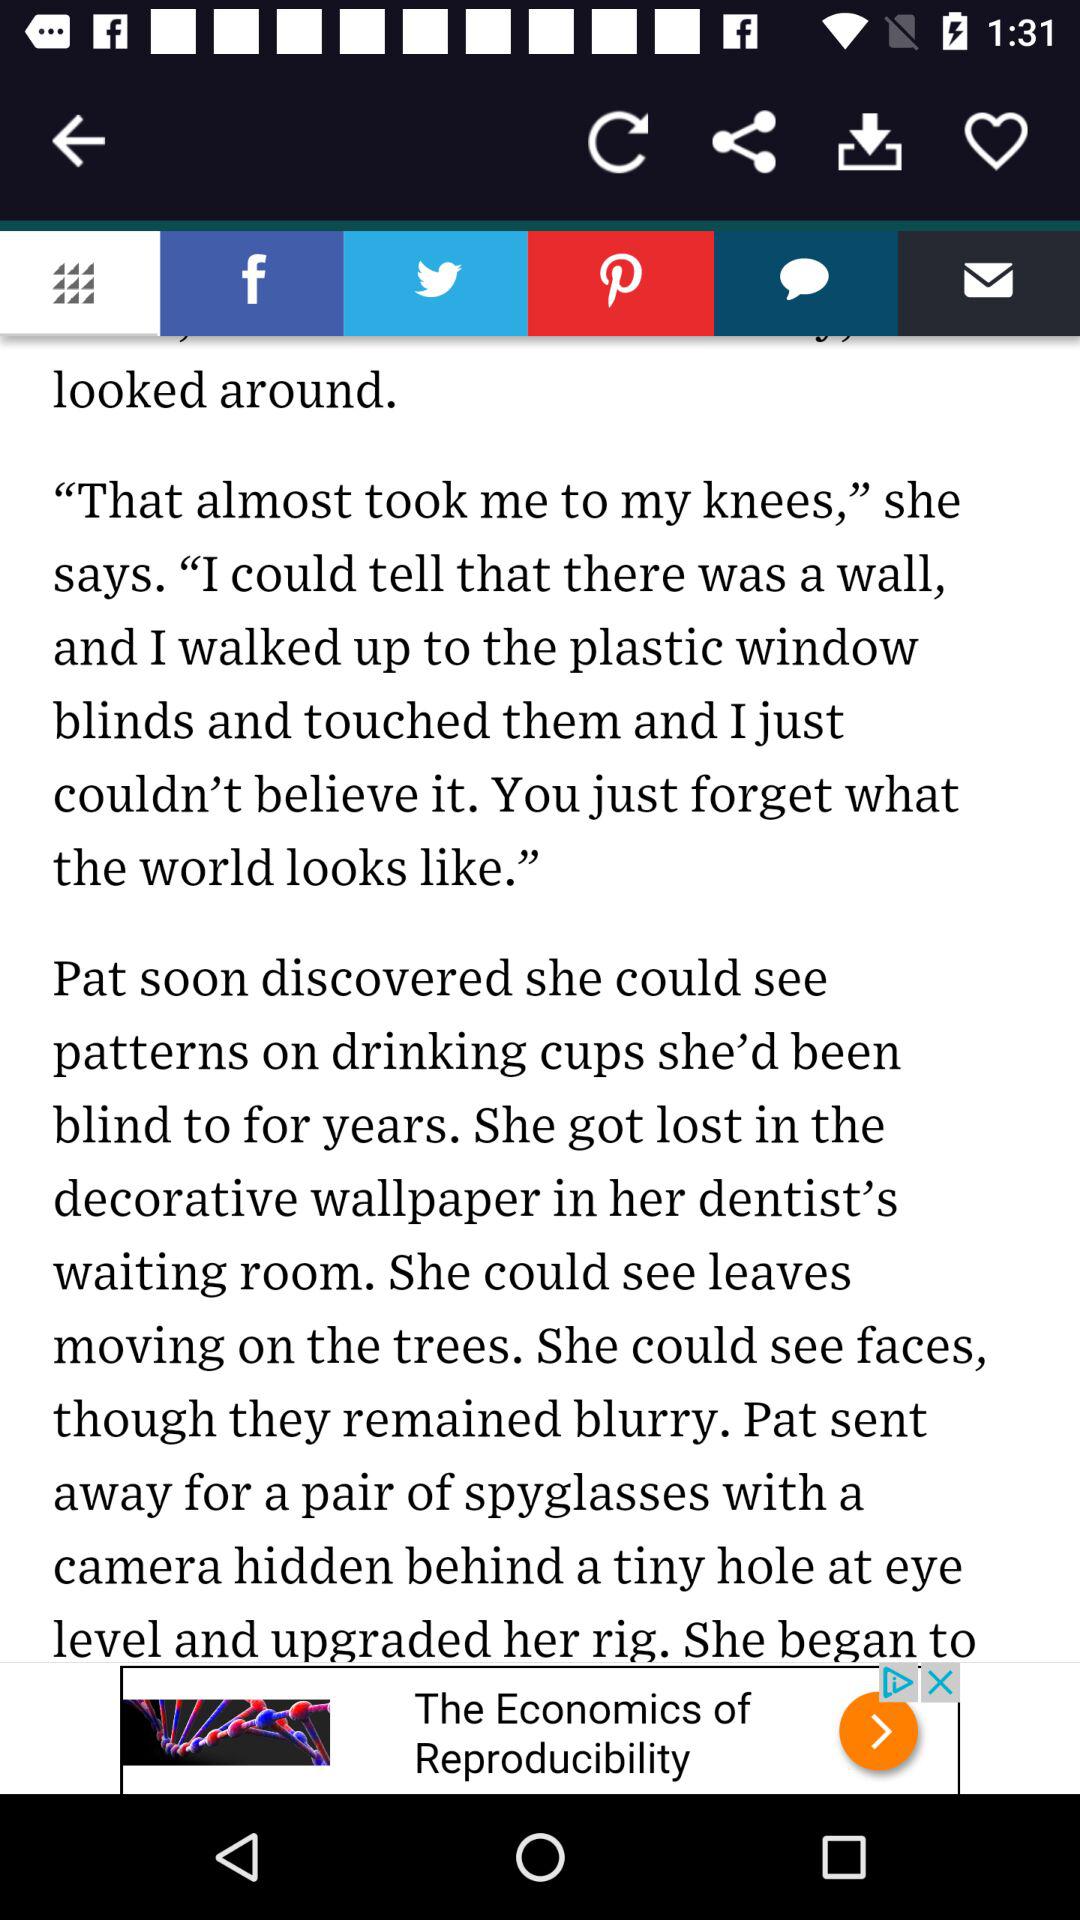 1:31
looked around.
“That almost took me to my knees,” she
says. “I could tell that there was a wall,
and I walked up to the plastic window
blinds and touched them and I just
couldn’t believe it. You just forget what
the world looks like.”
Pat soon discovered she could see
patterns on drinking cups she’d been
blind to for years. She got lost in the
decorative wallpaper in her dentist’s
waiting room. She could see leaves
moving on the trees. She could see faces,
though they remained blurry. Pat sent
away for a pair of spyglasses with a
camera hidden behind a tiny hole at eye
level and upgraded her rig. She began to
The Economics of
Reproducibility